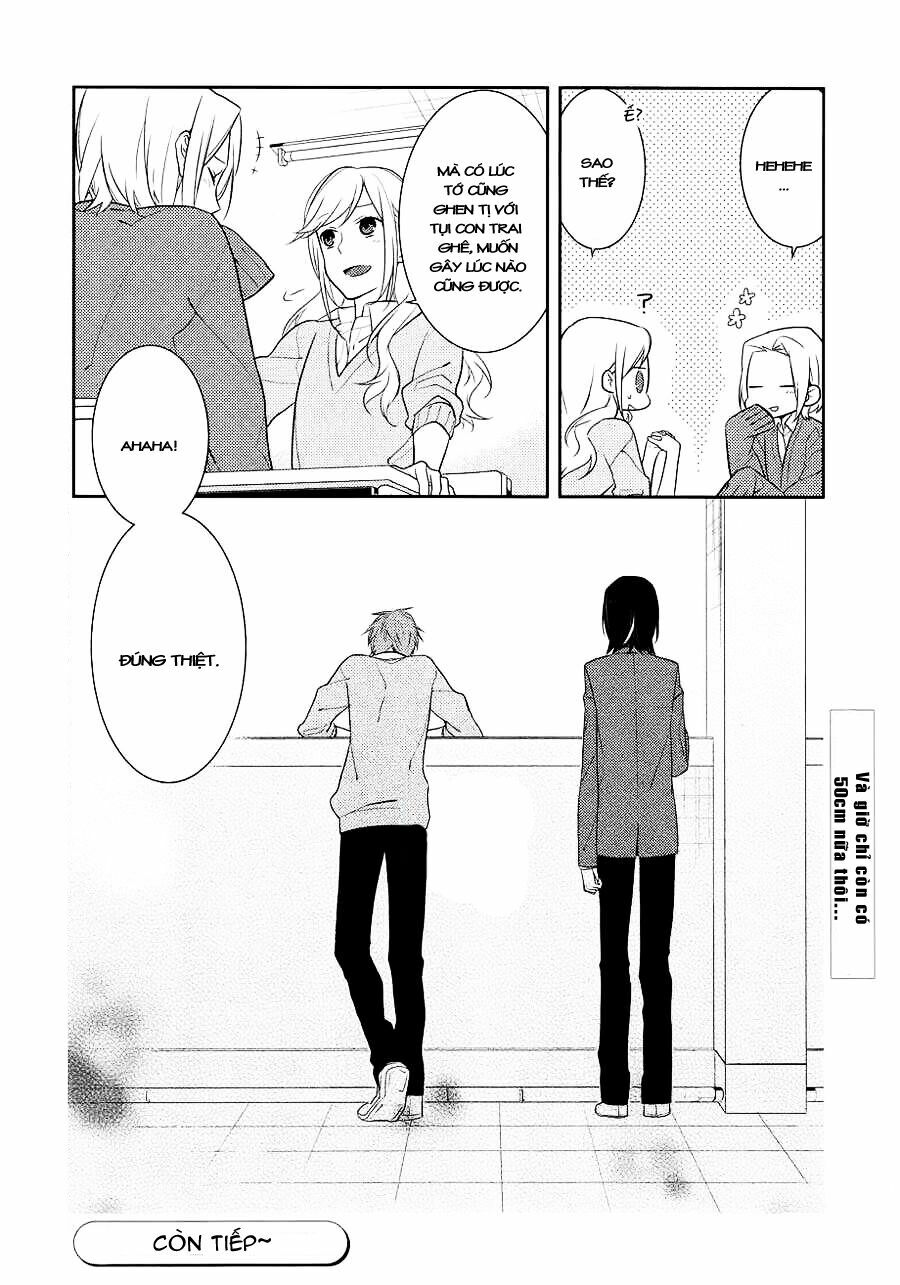 HEHEHE
...
Ế?
SAO
THẾ?
MÀ CÓ LÚC
TỚ CŨNG
GHEN TỊ VỚI
TỤI CON TRAI
GHÊ, MUỐN
GÂY LÚC NÀO
CŨNG ĐƯỢC.
?
AHAHA!
ĐÚNG THIỆT.
Và giờ chỉ còn có
50cm nữa thôi...
CÒN TIẾP~